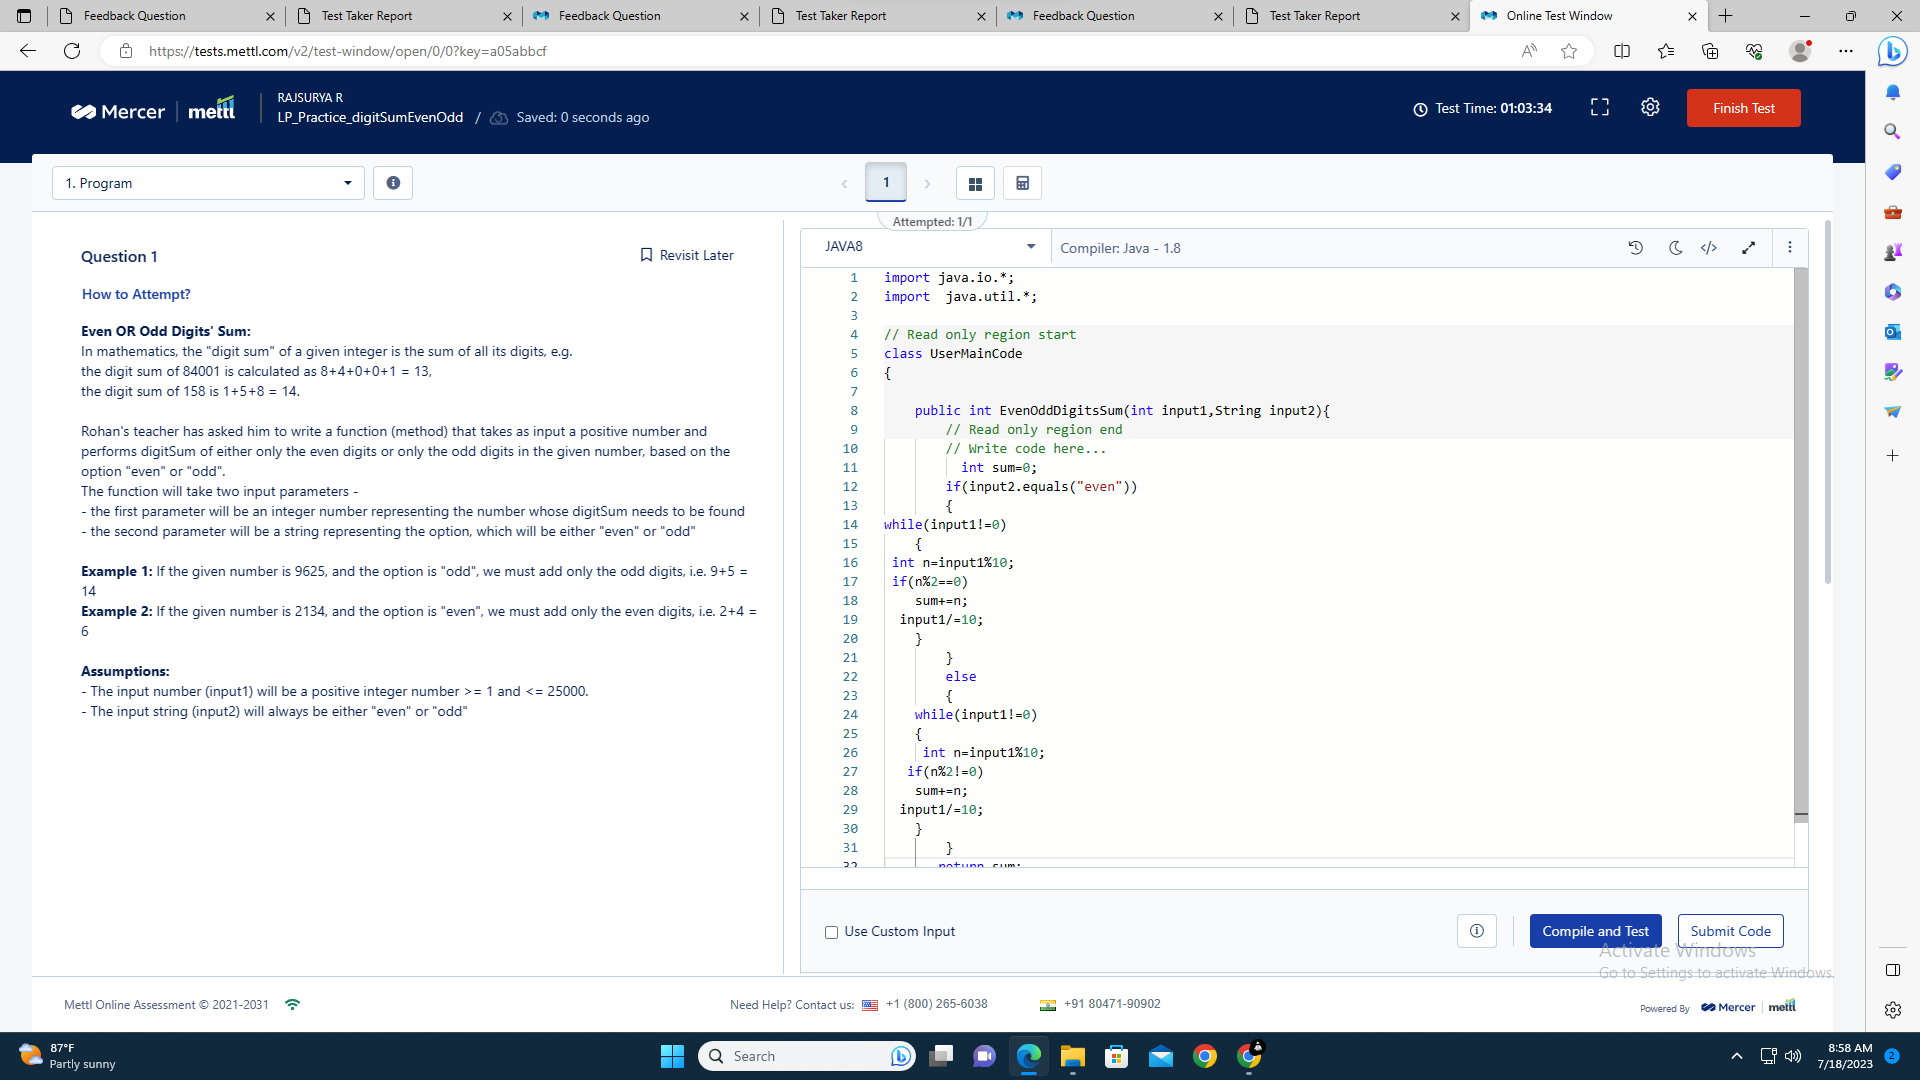 Feedback Question
Test Taker Report
Feedback Question
Test Taker Report
Feedback Question
Test Taker Report
Online Test Window
https://tests.mettl.com/v2/test-window/open/0/0?key=a05abbcf
Mercer | mettl
RAJSURYA R
LP_Practice_digitSumEvenOdd / Saved: 0 seconds ago
Test Time: 01:03:34
Finish Test
1. Program
1
Attempted: 1/1
Question 1
Revisit Later
How to Attempt?
Even OR Odd Digits' Sum:
In mathematics, the "digit sum" of a given integer is the sum of all its digits, e.g.
the digit sum of 84001 is calculated as 8+4+0+0+1 = 13,
the digit sum of 158 is 1+5+8 = 14.
Rohan's teacher has asked him to write a function (method) that takes as input a positive number and
performs digitSum of either only the even digits or only the odd digits in the given number, based on the
option "even" or "odd".
The function will take two input parameters -
- the first parameter will be an integer number representing the number whose digitSum needs to be found
- the second parameter will be a string representing the option, which will be either "even" or "odd"
Example 1: If the given number is 9625, and the option is "odd", we must add only the odd digits, i.e. 9+5 =
14
Example 2: If the given number is 2134, and the option is "even", we must add only the even digits, i.e. 2+4 =
6
Assumptions:
- The input number (input1) will be a positive integer number >= 1 and <= 25000.
- The input string (input2) will always be either "even" or "odd"
JAVA8
Compiler: Java - 1.8
1 import java.io.*;
2 import  java.util.*;
3
4 // Read only region start
5 class UserMainCode
6 {
7
8     public int EvenOddDigitsSum(int input1,String input2){
9         // Read only region end
10         // Write code here...
11           int sum=0;
12         if(input2.equals("even"))
13         {
14 while(input1!=0)
15     {
16  int n=input1%10;
17  if(n%2==0)
18     sum+=n;
19   input1/=10;
20     }
21         }
22         else
23         {
24     while(input1!=0)
25     {
26      int n=input1%10;
27    if(n%2!=0)
28     sum+=n;
29   input1/=10;
30     }
31         }
32        return sum;
Use Custom Input
Compile and Test
Submit Code
Activate Windows
Go to Settings to activate Windows.
Mettl Online Assessment © 2021-2031
Need Help? Contact us: +1 (800) 265-6038
+91 80471-90902
Powered By Mercer | mettl
87°F
Partly sunny
Search
8:58 AM
7/18/2023
2